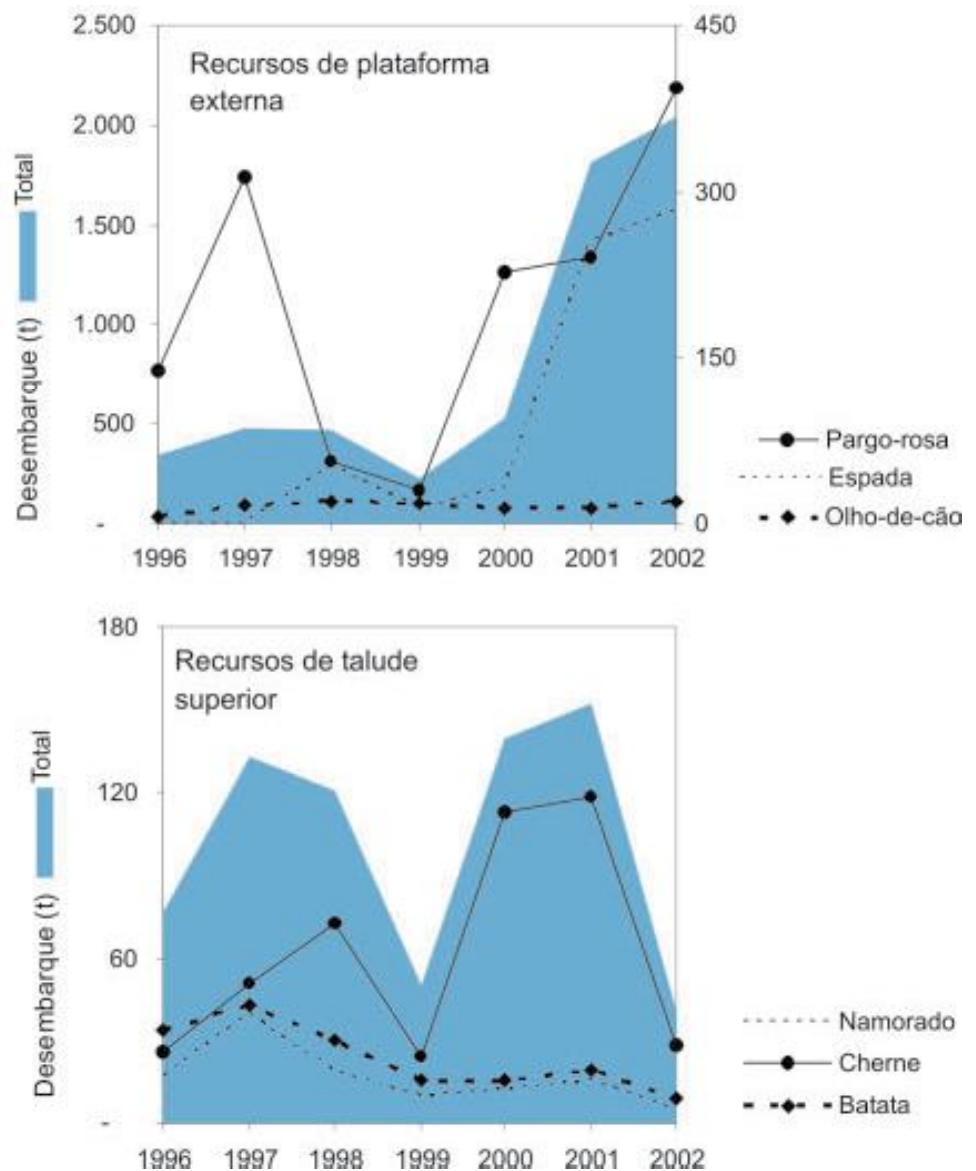 2.500
450
Recursos de plataforma
externa
2.000
300
1.500
1.000
150
500
-
0
Desembarque (t) Total
Pargo-rosa
Espada
Olho-de-cão
1996 1997 1998 1999 2000 2001 2002
180
Recursos de talude
superior
120
60
-
Desembarque (t) Total
Namorado
Cherne
Batata
1996 1997 1998 1999 2000 2001 2002